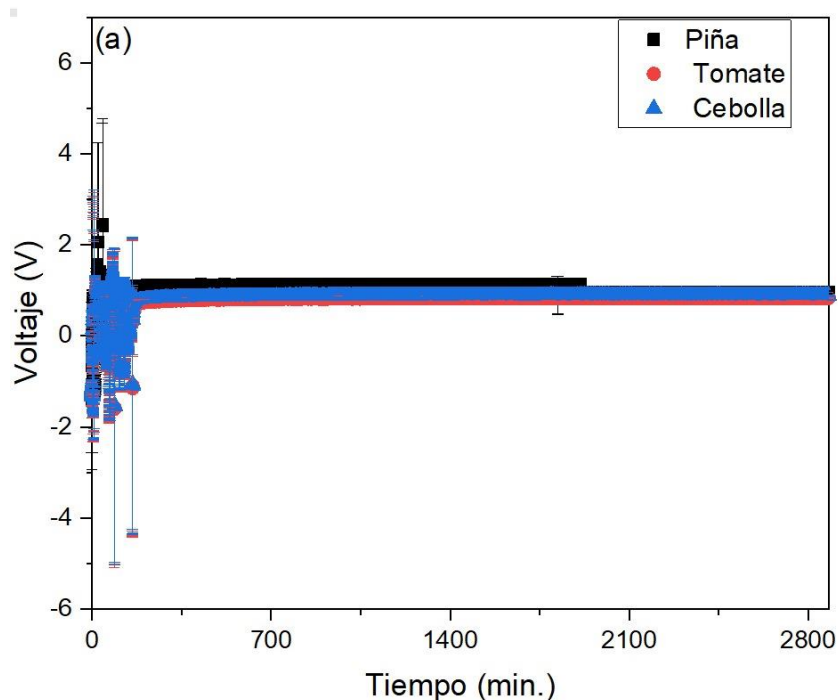 (a)
Piña
Tomate
Cebolla
6
4
2
0
-2
-4
-6
Voltaje (V)
0 700 1400 2100 2800
Tiempo (min.)